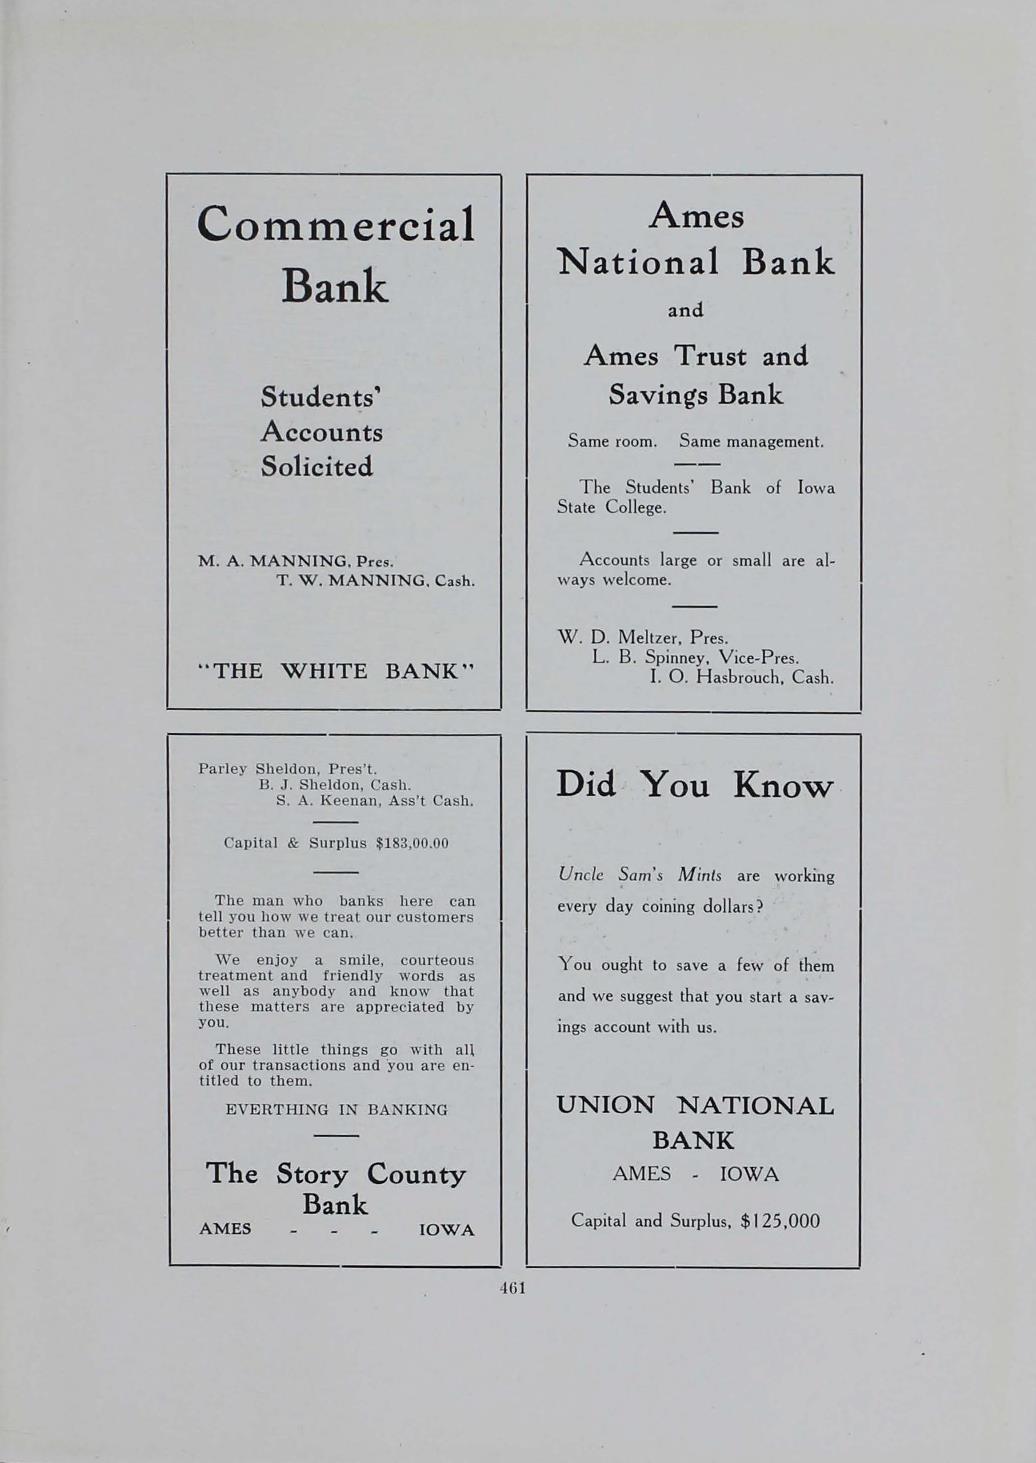 Commercial
Bank
Students'
Accounts
Solicited
M. A. MANNING, Pres.
T. W. MANNING, Cash.
"THE WHITE BANK"
Ames
National Bank
and
Ames Trust and
Savings Bank
Same room. Same management.
The Students' Bank of Iowa
State College.
Accounts large or small are al-
ways welcome.
W. D. Meltzer, Pres.
L. B. Spinney, Vice-Pres.
I. O. Hasbrouch, Cash.
Parley Sheldon, Pres't.
B. J. Sheldon, Cash.
S. A. Keenan, Ass't Cash.
Capital & Surplus $183,00.00
The man who banks here can
tell you how we treat our customers
better than we can.
We enjoy a smile, courteous
treatment and friendly words as
well as anybody and know that
these matters are appreciated by
you.
These little things go with all
of our transactions and you are en-
titled to them.
EVERTHING IN BANKING
The Story County
Bank
AMES - - - IOWA
Did You Know
Uncle Sam's Mints are working
every day coining dollars?
You ought to save a few of them
and we suggest that you start a sav-
ings account with us.
UNION NATIONAL
BANK
AMES - IOWA
Capital and Surplus, $125,000
461